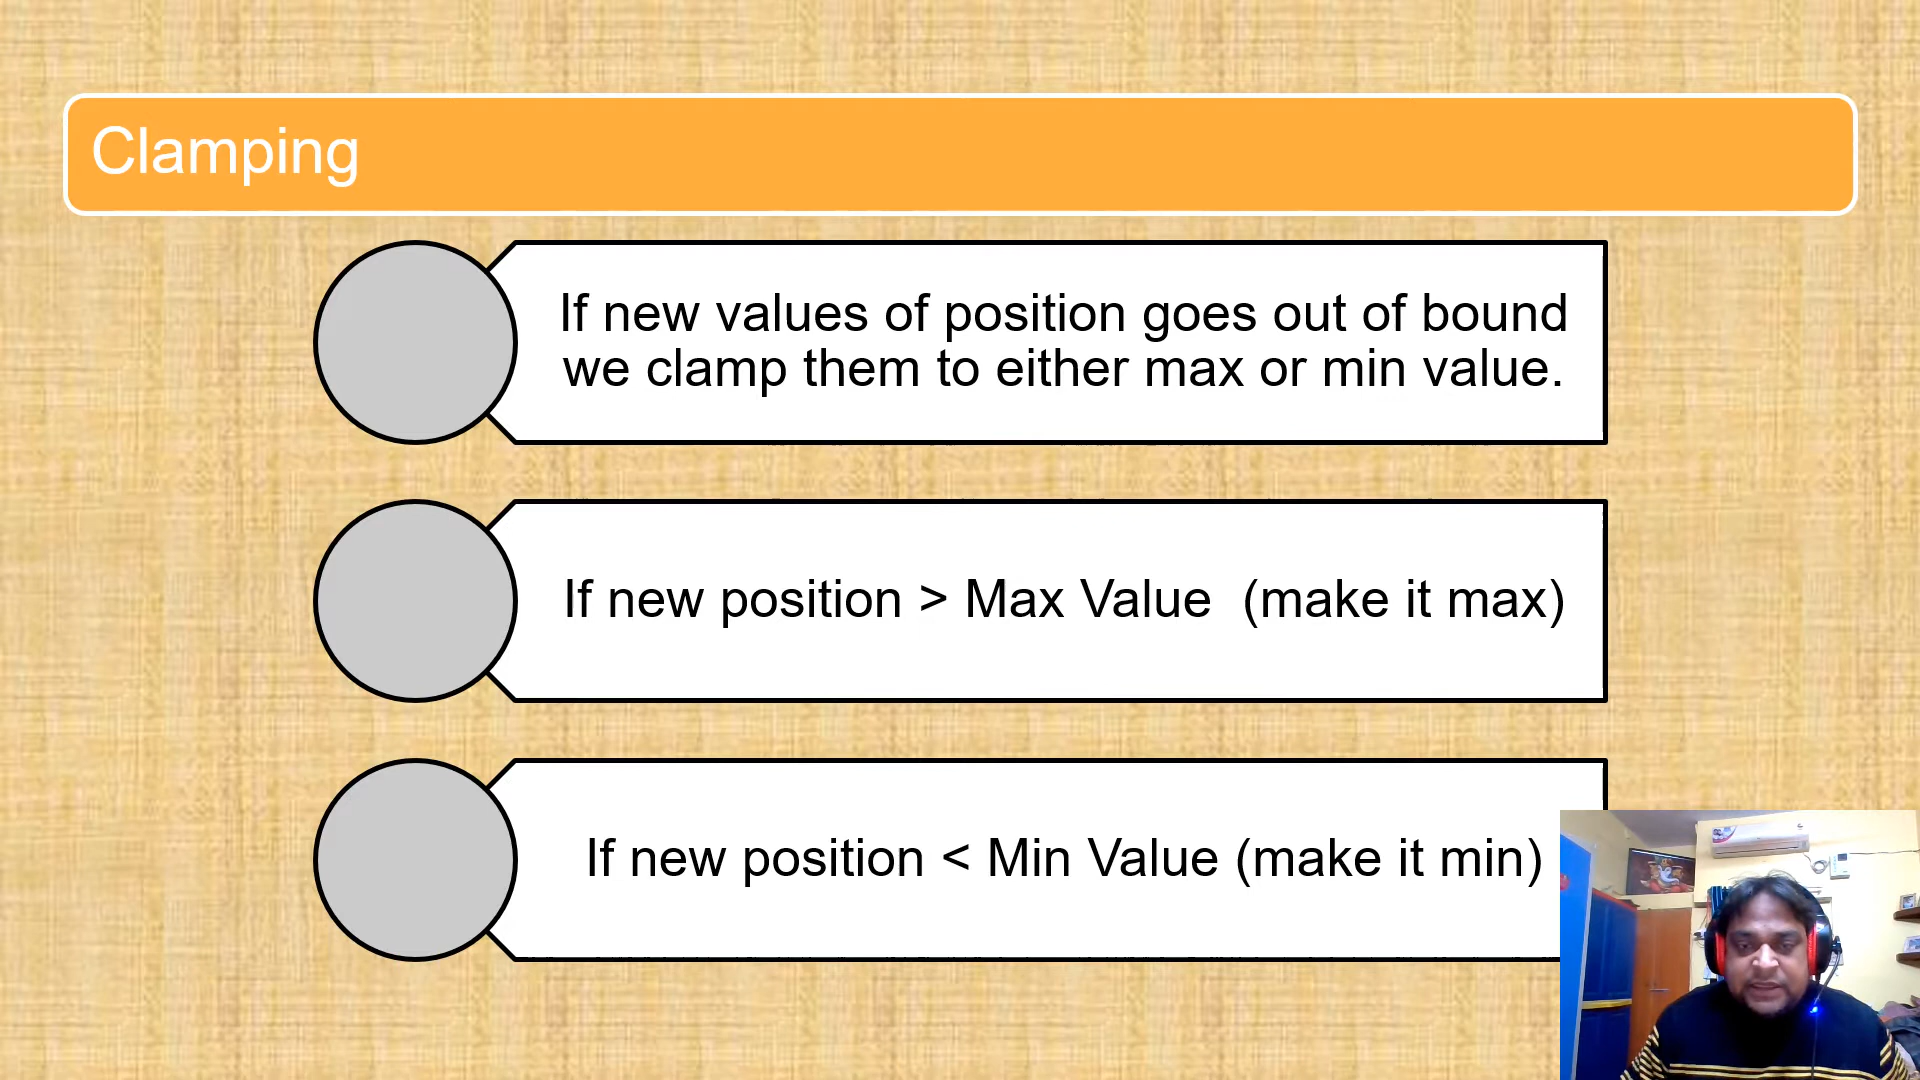 Clamping
If new values of position goes out of bound
we clamp them to either max or min value.
If new position > Max Value  (make it max)
If new position < Min Value (make it min)